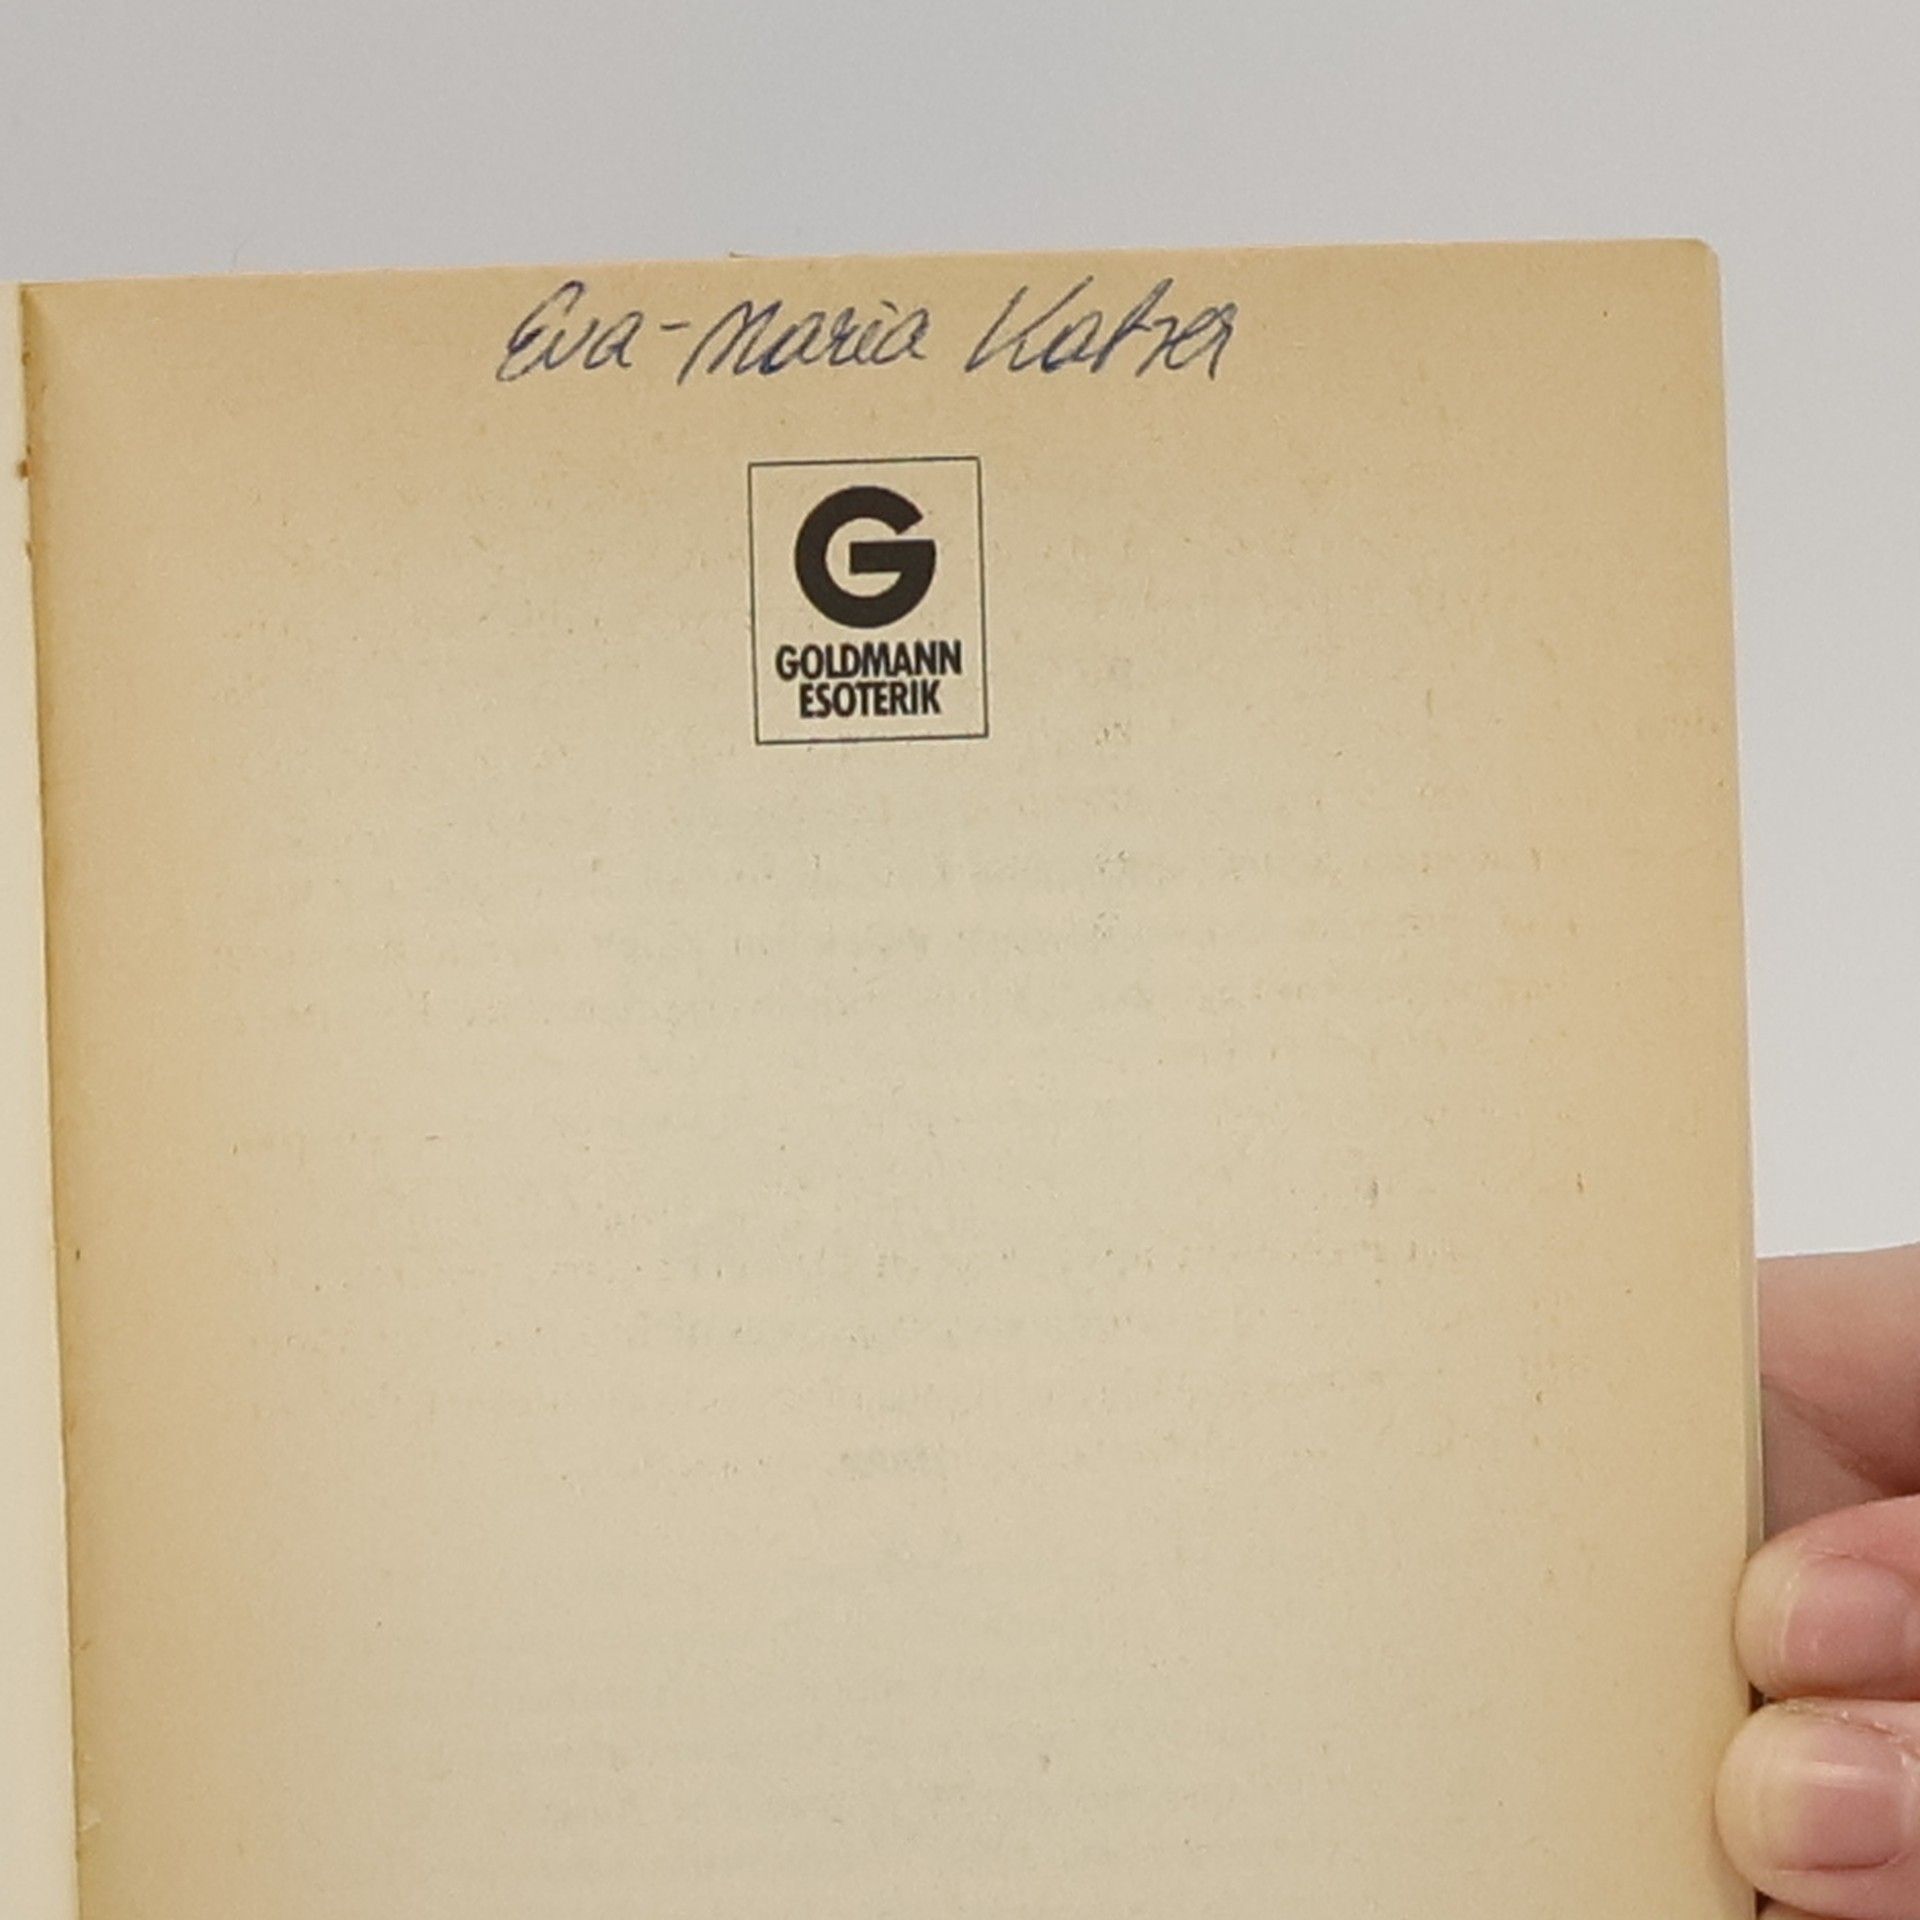 Eva-Maria Katzer
G
GOLDMANN
ESOTERIK